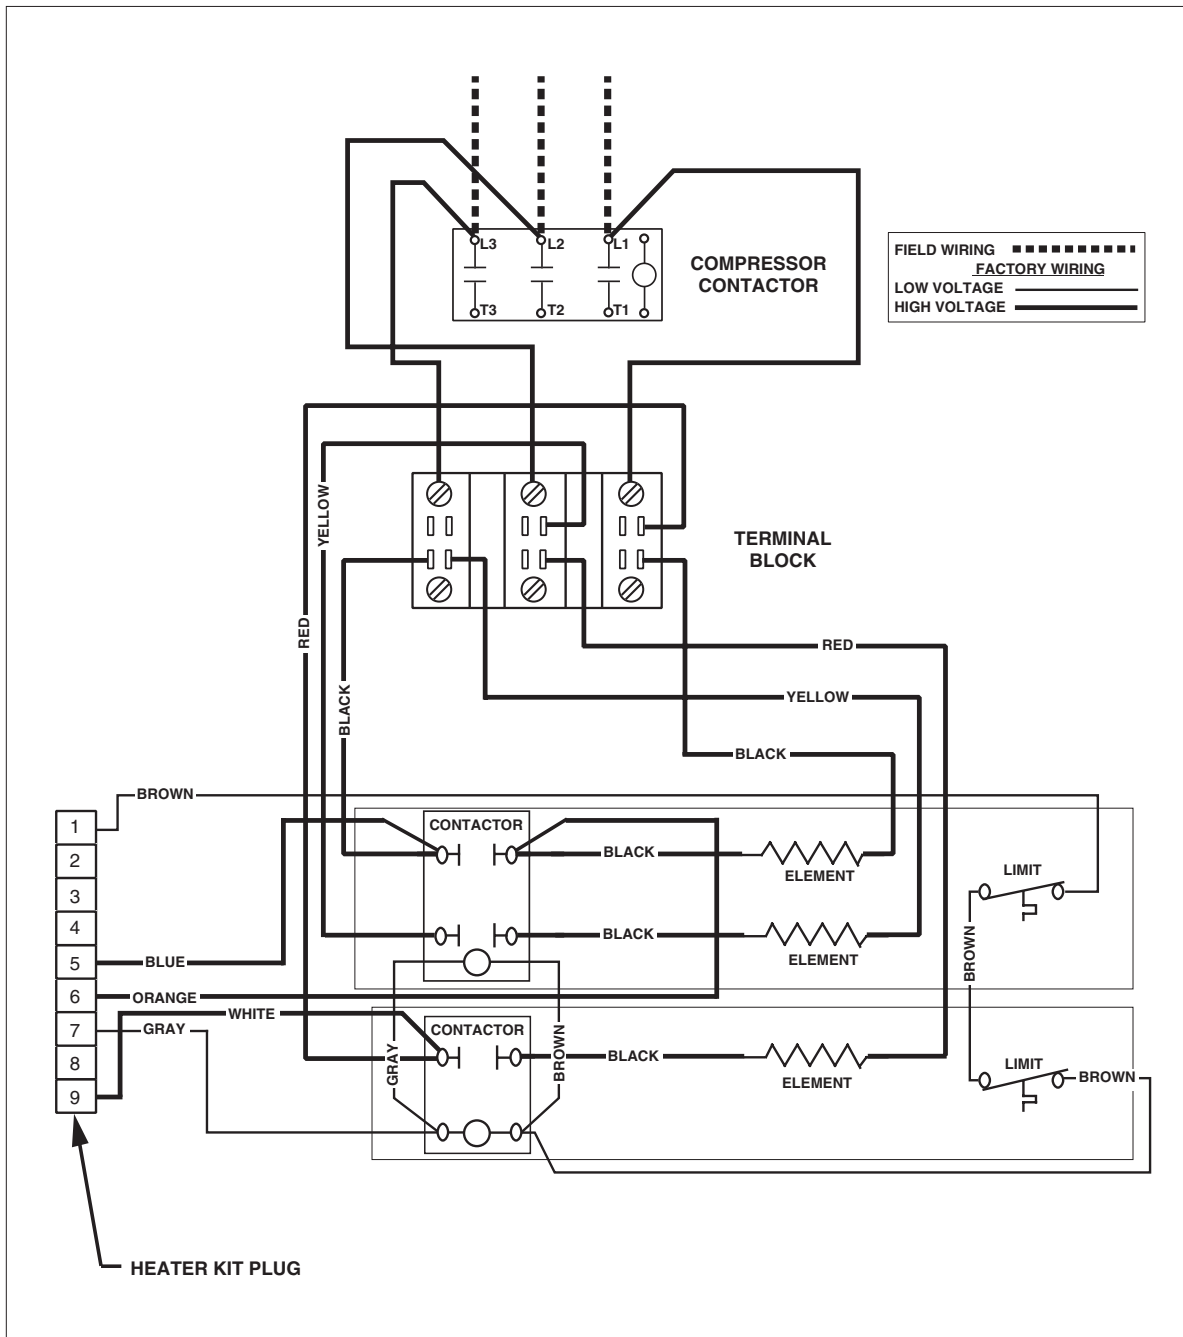 L3
L2
L1
T3
T2
T1
COMPRESSOR
CONTACTOR
FIELD WIRING
FACTORY WIRING
LOW VOLTAGE
HIGH VOLTAGE
YELLOW
TERMINAL
BLOCK
RED
BLACK
RED
YELLOW
BLACK
BROWN
1
2
3
4
5
6
7
8
9
BLUE
ORANGE
WHITE
GRAY
CONTACTOR
BLACK
ELEMENT
BLACK
ELEMENT
LIMIT
BROWN
CONTACTOR
GRAY
BROWN
BLACK
ELEMENT
LIMIT
BROWN
HEATER KIT PLUG